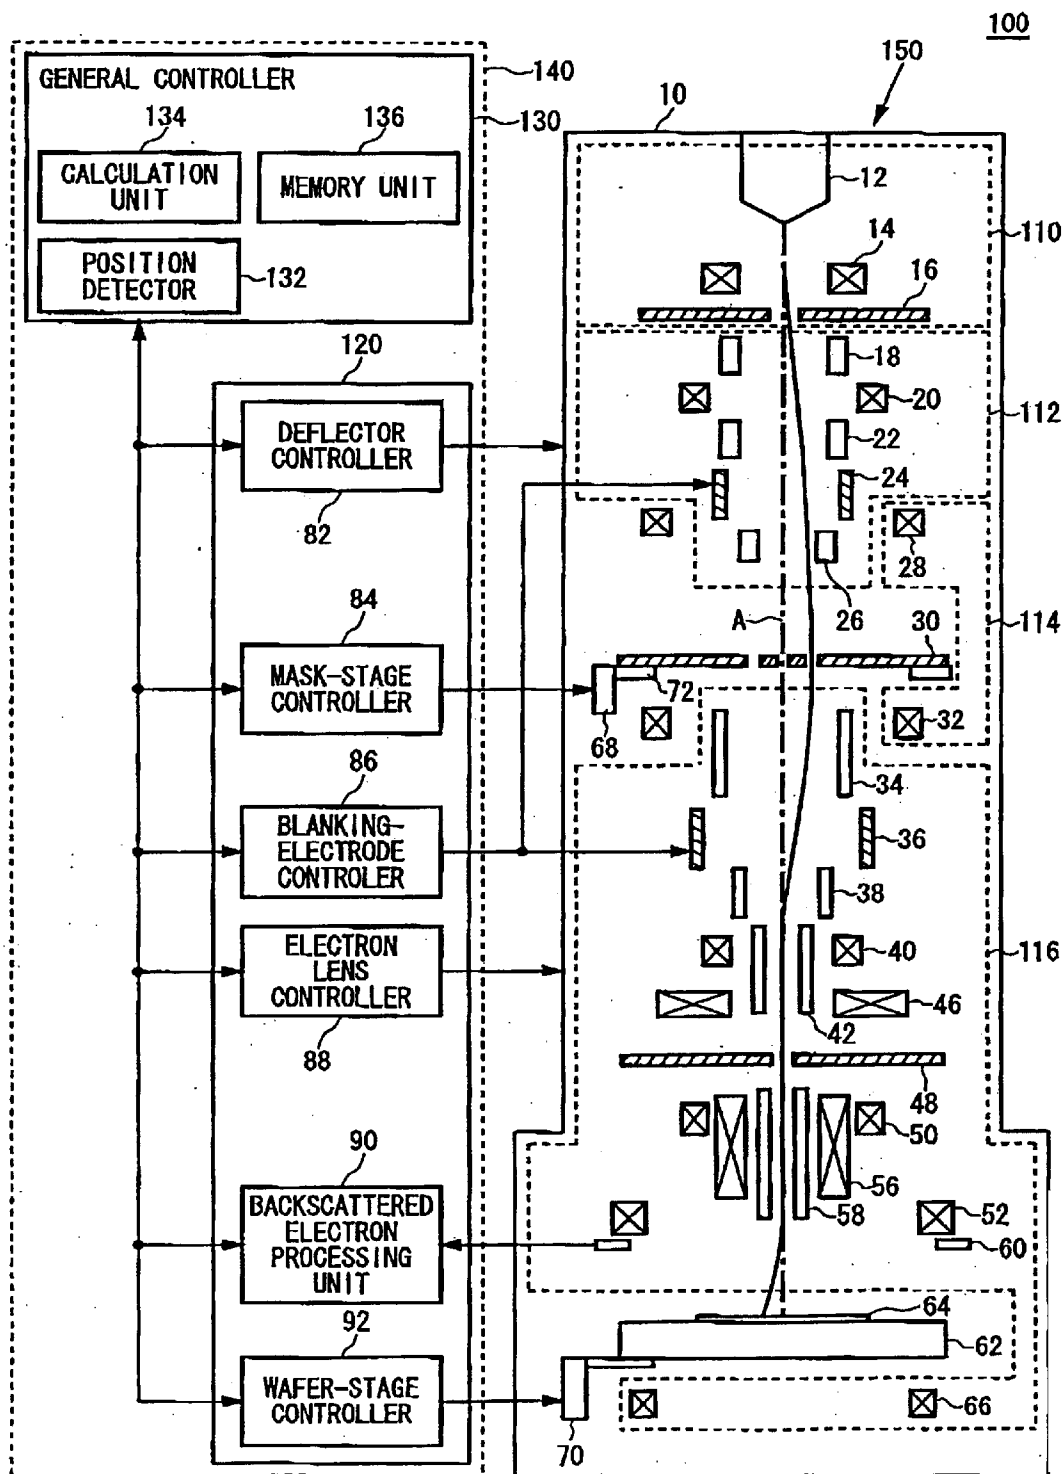 100
150
140
GENERAL CONTROLLER
10
130
134
136
CALCULATION
UNIT
MEMORY UNIT
12
110
POSITION
DETECTOR
132
14
16
120
18
20
112
DEFLECTOR
CONTROLLER
22
24
82
28
26
84
A
30
114
MASK-STAGE
CONTROLLER
72
68
32
86
34
BLANKING-
ELECTRODE
CONTROLER
36
38
ELECTRON
LENS
CONTROLLER
40
116
46
42
88
48
50
90
56
BACKSCATTERED
ELECTRON
PROCESSING
UNIT
58
52
60
92
64
62
WAFER-STAGE
CONTROLLER
66
70